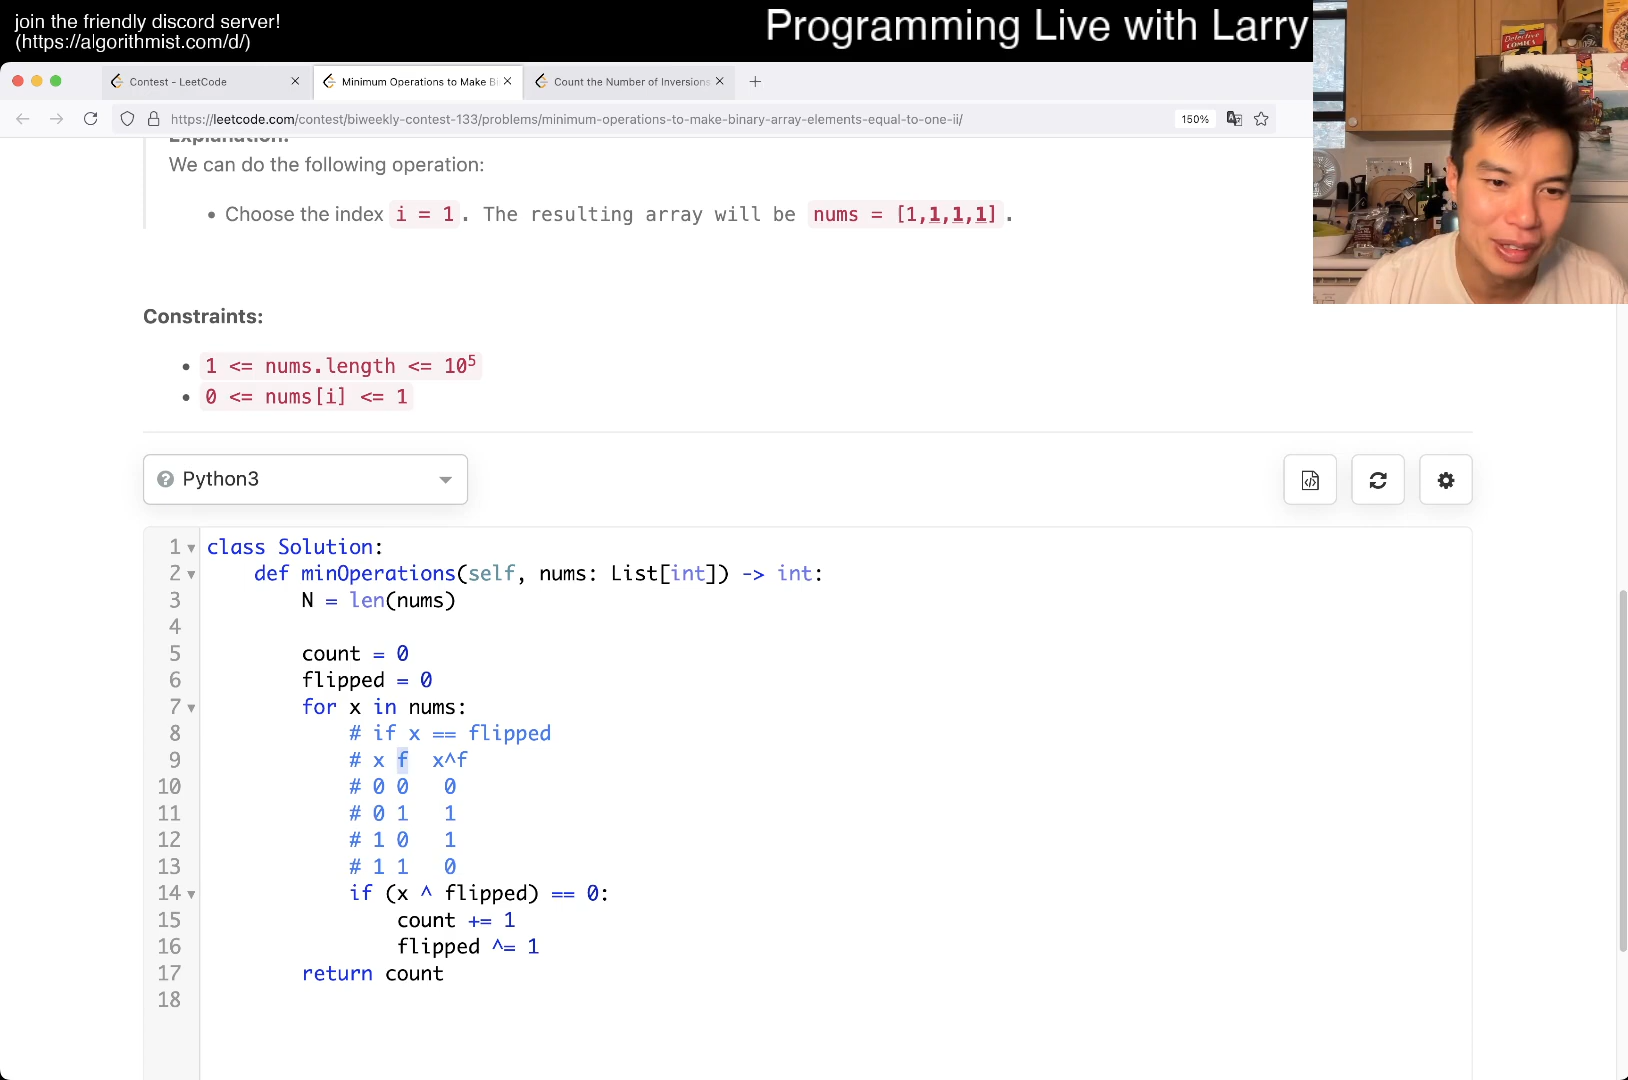 join the friendly discord server!
(https://algorithmist.com/d/)
Programming Live with Larry
Contest - LeetCode
Minimum Operations to Make Bi
Count the Number of Inversions
https://leetcode.com/contest/biweekly-contest-133/problems/minimum-operations-to-make-binary-array-elements-equal-to-one-ii/
150%
Explanation:
We can do the following operation:
• Choose the index i = 1. The resulting array will be nums = [1,1,1,1].
Constraints:
• 1 <= nums.length <= 10⁵
• 0 <= nums[i] <= 1
Python3
1 class Solution:
2     def minOperations(self, nums: List[int]) -> int:
3         N = len(nums)
4
5         count = 0
6         flipped = 0
7         for x in nums:
8             # if x == flipped
9             # x f  x^f
10             # 0 0   0
11             # 0 1   1
12             # 1 0   1
13             # 1 1   0
14             if (x ^ flipped) == 0:
15                 count += 1
16                 flipped ^= 1
17         return count
18